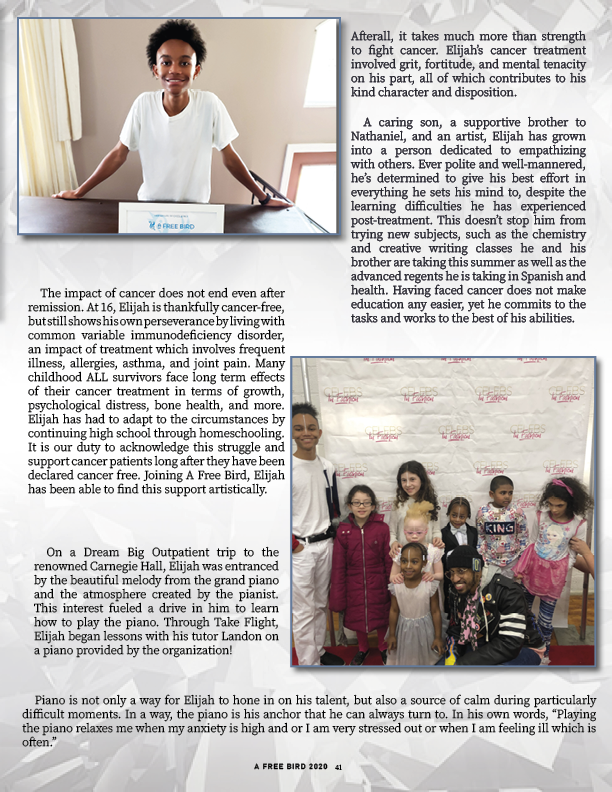 A FREE BIRD
Afterall, it takes much more than strength
to fight cancer. Elijah's cancer treatment
involved grit, fortitude, and mental tenacity
on his part, all of which contributes to his
kind character and disposition.
A caring son, a supportive brother to
Nathaniel, and an artist, Elijah has grown
into a person dedicated to empathizing
with others. Ever polite and well-mannered,
he's determined to give his best effort in
everything he sets his mind to, despite the
learning difficulties he has experienced
post-treatment. This doesn't stop him from
trying new subjects, such as the chemistry
and creative writing classes he and his
brother are taking this summer as well as the
advanced regents he is taking in Spanish and
health. Having faced cancer does not make
education any easier, yet he commits to the
tasks and works to the best of his abilities.
The impact of cancer does not end even after
remission. At 16, Elijah is thankfully cancer-free,
but still shows his own perseverance by living with
common variable immunodeficiency disorder,
an impact of treatment which involves frequent
illness, allergies, asthma, and joint pain. Many
childhood ALL survivors face long term effects
of their cancer treatment in terms of growth,
psychological distress, bone health, and more.
Elijah has had to adapt to the circumstances by
continuing high school through homeschooling.
It is our duty to acknowledge this struggle and
support cancer patients long after they have been
declared cancer free. Joining A Free Bird, Elijah
has been able to find this support artistically.
KING
On a Dream Big Outpatient trip to the
renowned Carnegie Hall, Elijah was entranced
by the beautiful melody from the grand piano
and the atmosphere created by the pianist.
This interest fueled a drive in him to learn
how to play the piano. Through Take Flight,
Elijah began lessons with his tutor Landon on
a piano provided by the organization!
Piano is not only a way for Elijah to hone in on his talent, but also a source of calm during particularly
difficult moments. In a way, the piano is his anchor that he can always turn to. In his own words, “Playing
the piano relaxes me when my anxiety is high and or I am very stressed out or when I am feeling ill which is
often.”
A FREE BIRD 2020 41